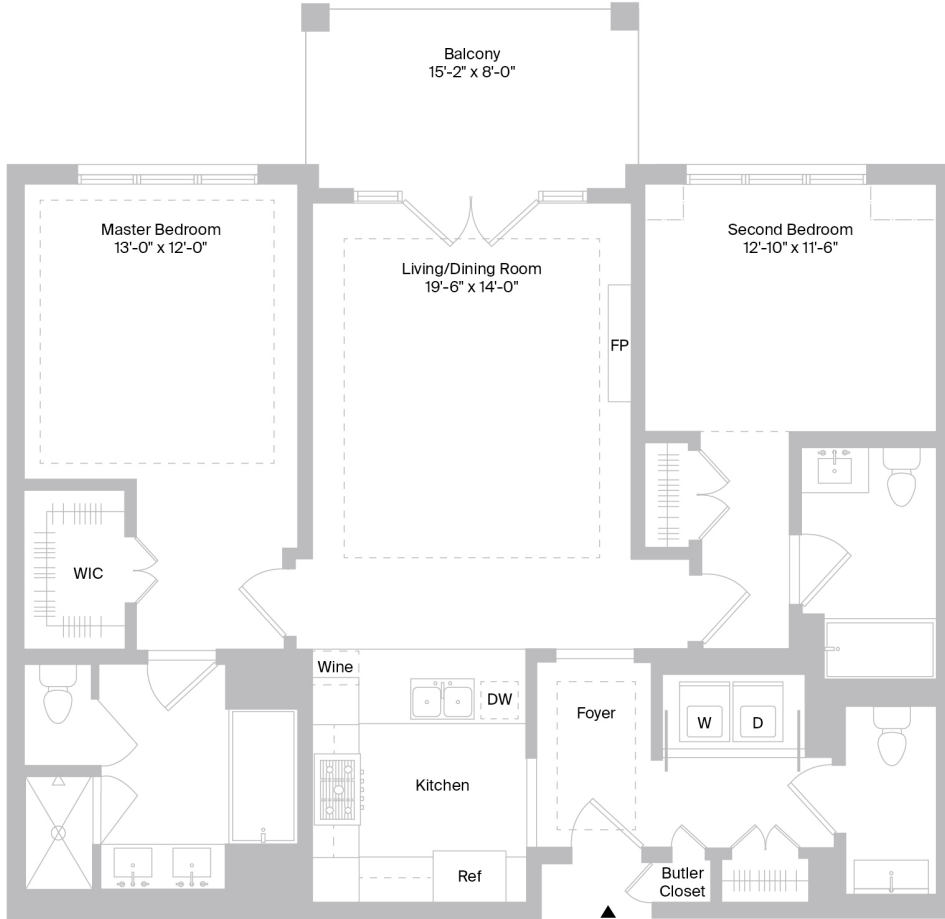 Balcony
15'-2" x 8'-0"
Master Bedroom
13'-0" x 12'-0"
Second Bedroom
12'-10" x 11'-6"
Living/Dining Room
19'-6" x 14'-0"
FP
WIC
Wine
DW
Foyer
W
D
Kitchen
Ref
Butler
Closet